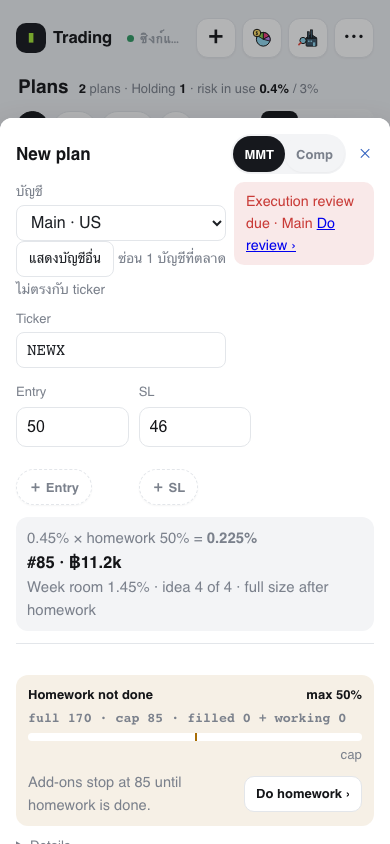 Trading
ซิงก์แ...
Plans 2 plans · Holding 1 · risk in use 0.4% / 3%
New plan
MMT Comp ×
บัญชี
Main · US
Execution review due · Main Do review ›
แสดงบัญชีอื่น ซ่อน 1 บัญชีที่ตลาด
ไม่ตรงกับ ticker
Ticker
NEWX
Entry SL
50 46
+ Entry + SL
0.45% × homework 50% = 0.225%
#85 · ฿11.2k
Week room 1.45% · idea 4 of 4 · full size after
homework
Homework not done max 50%
full 170 · cap 85 · filled 0 + working 0
cap
Add-ons stop at 85 until
homework is done.
Do homework ›
Details